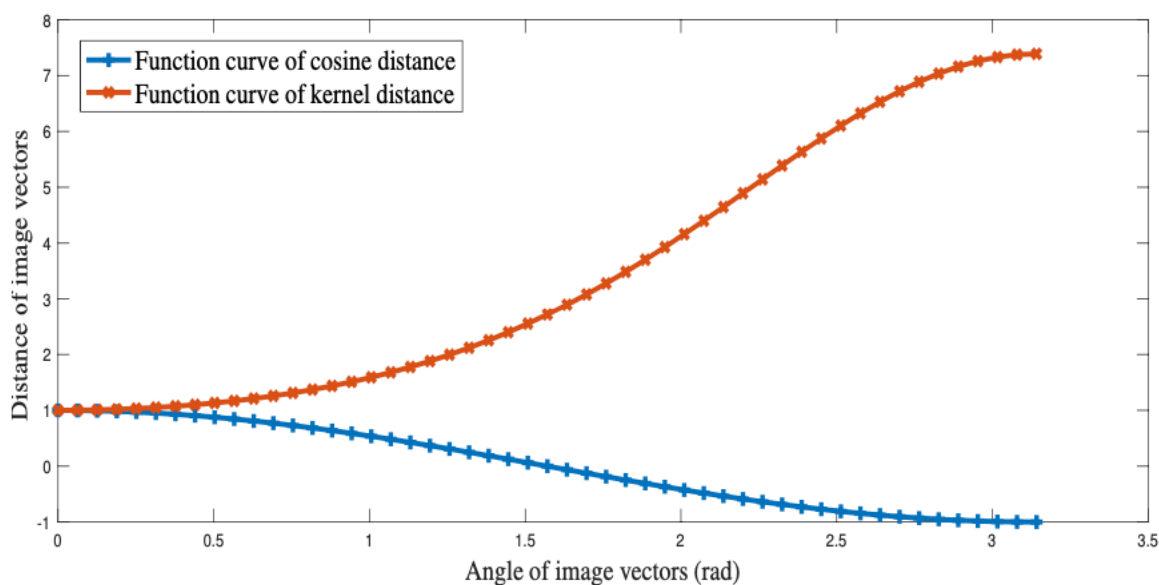 8
7
6
5
4
3
2
1
0
-1
Function curve of cosine distance
Function curve of kernel distance
Distance of image vectors
0 0.5 1 1.5 2 2.5 3 3.5
Angle of image vectors (rad)